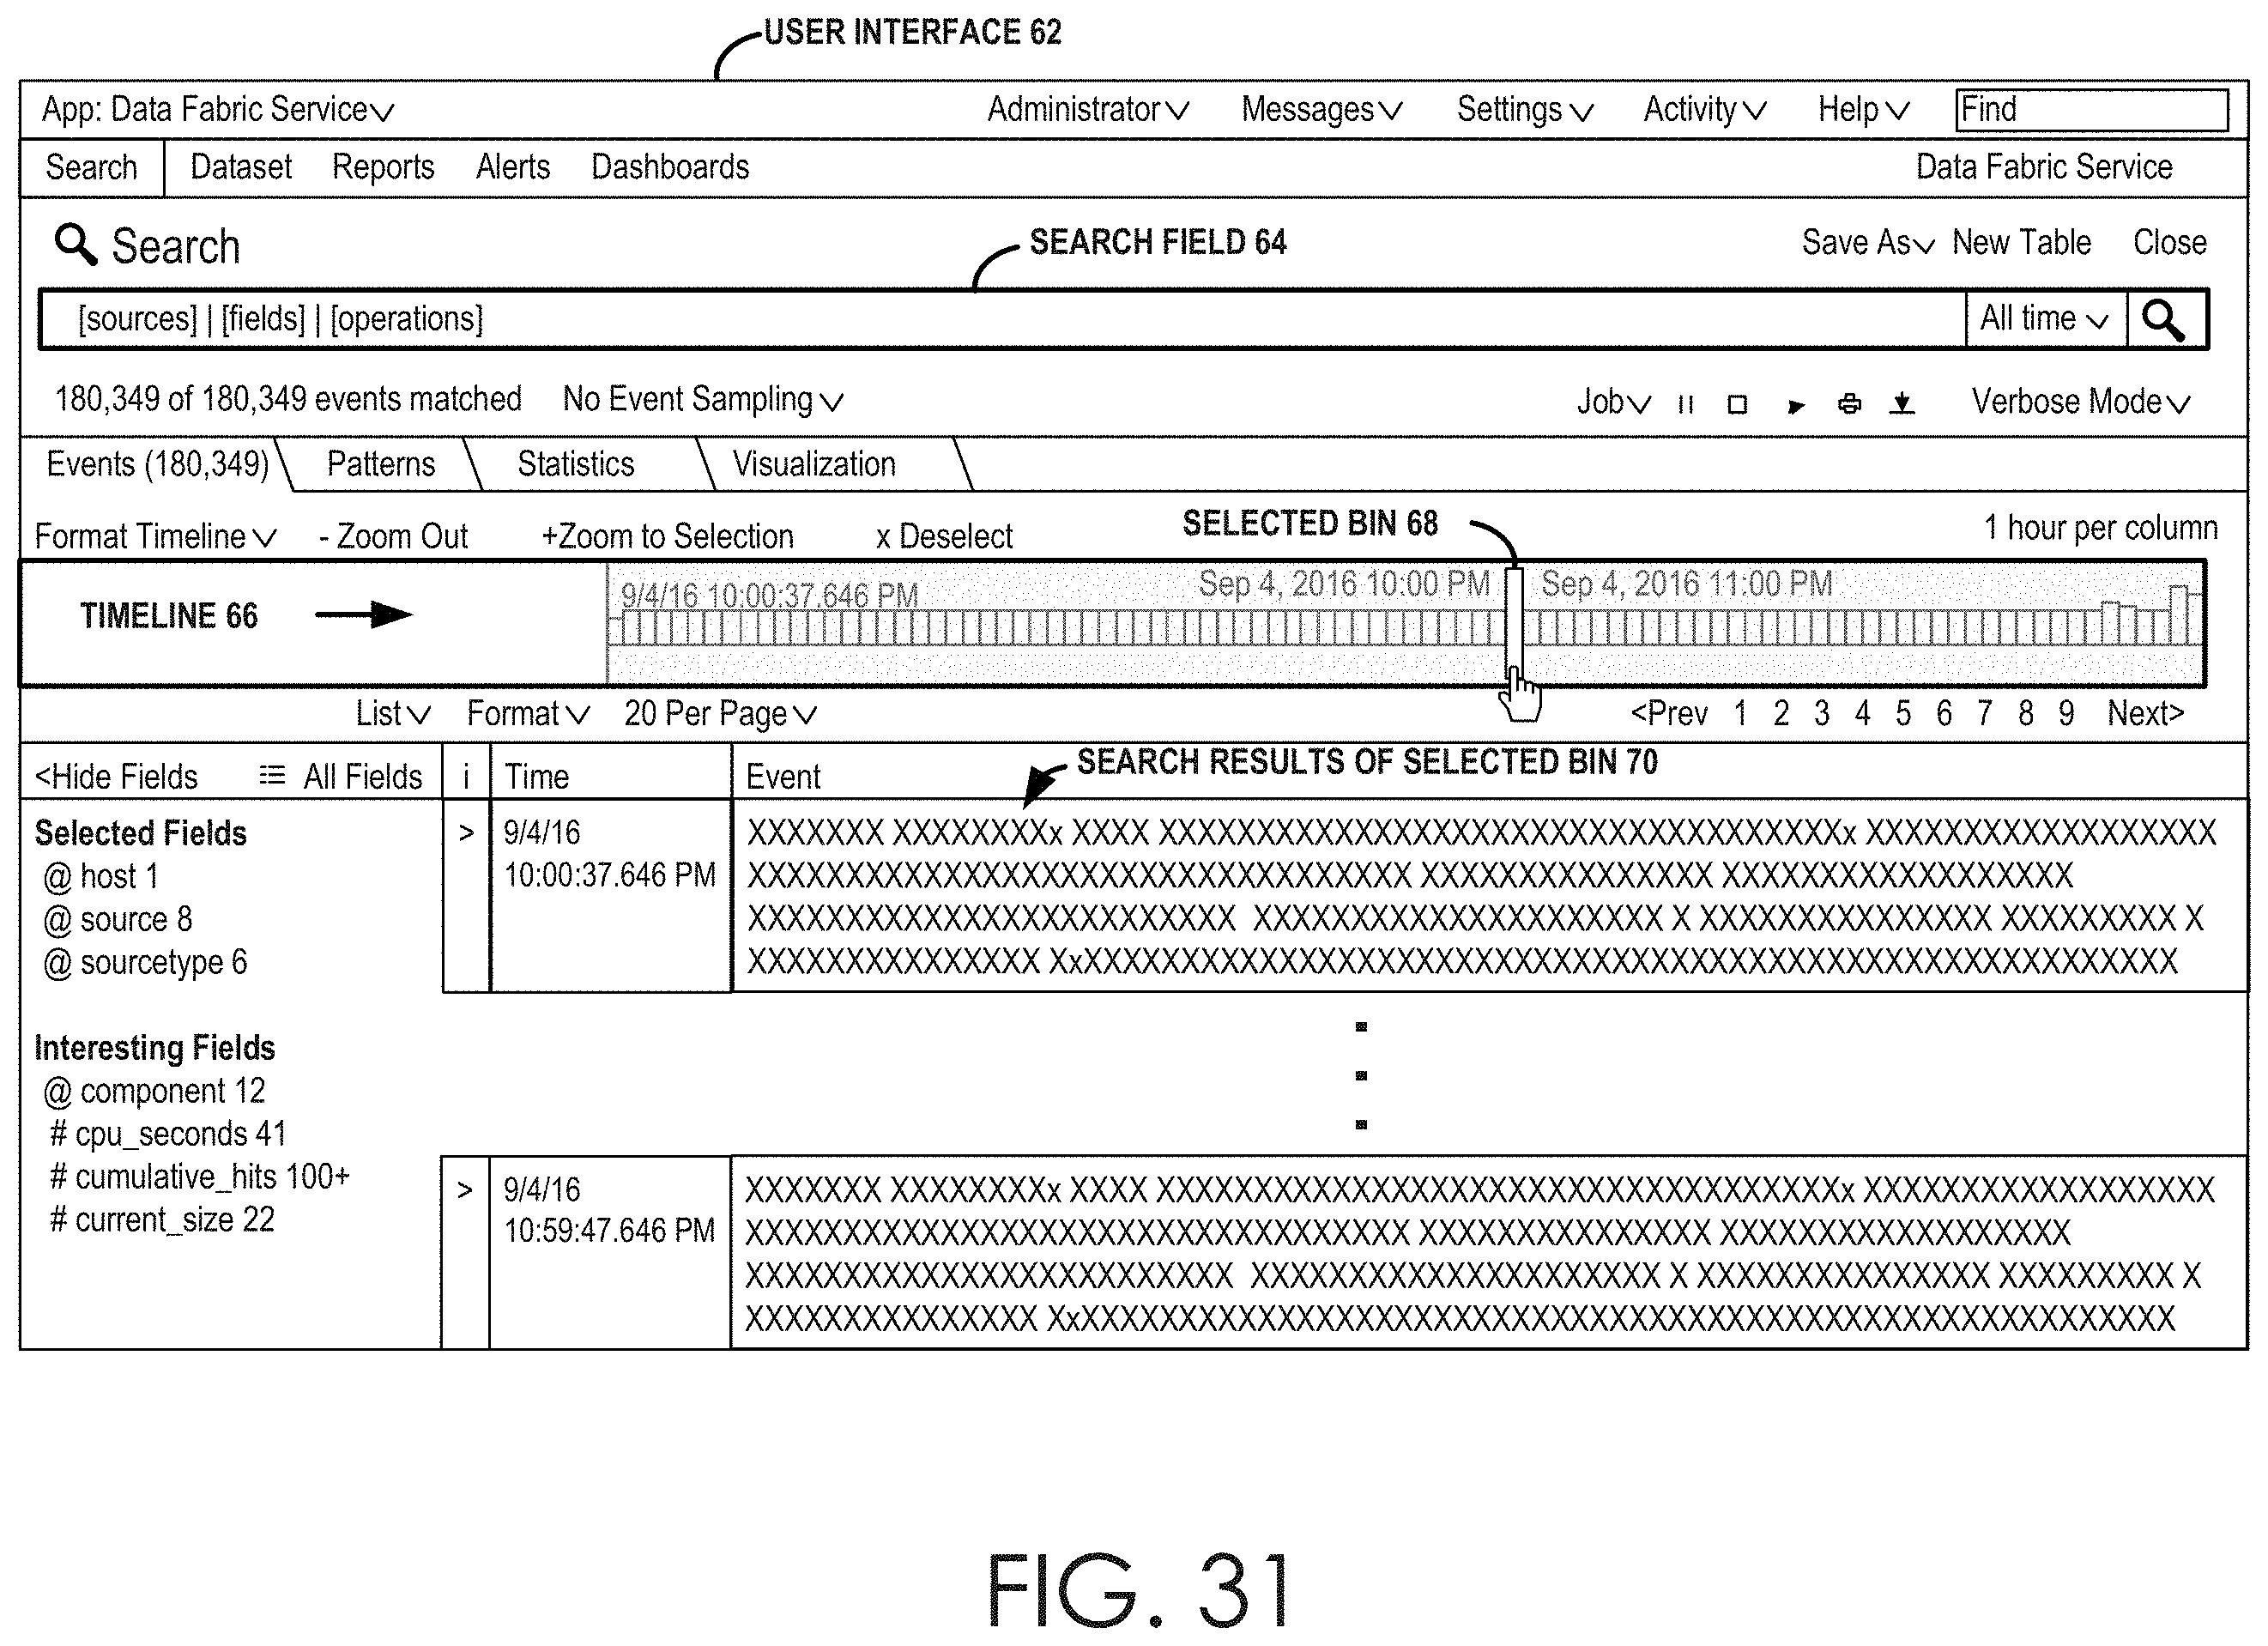 USER INTERFACE 62
App: Data Fabric Service Administrator Messages Settings Activity Help Find
Search Dataset Reports Alerts Dashboards Data Fabric Service
Search SEARCH FIELD 64 Save As New Table Close
[sources] | [fields] | [operations] All time
180,349 of 180,349 events matched No Event Sampling Job Verbose Mode
Events (180,349) Patterns Statistics Visualization
Format Timeline - Zoom Out +Zoom to Selection x Deselect SELECTED BIN 68 1 hour per column
9/4/16 10:00:37.646 PM Sep 4, 2016 10:00 PM Sep 4, 2016 11:00 PM
TIMELINE 66
List Format 20 Per Page <Prev 1 2 3 4 5 6 7 8 9 Next>
<Hide Fields All Fields i Time Event SEARCH RESULTS OF SELECTED BIN 70
Selected Fields
@ host 1
@ source 8
@ sourcetype 6
Interesting Fields
@ component 12
# cpu_seconds 41
# cumulative_hits 100+
# current_size 22
> 9/4/16 XXXXXXX XXXXXXXXx XXXX XXXXXXXXXXXXXXXXXXXXXXXXXXXXXXXXXXXx XXXXXXXXXXXXXXXXXX
10:00:37.646 PM XXXXXXXXXXXXXXXXXXXXXXXXXXXXXXXXXX XXXXXXXXXXXXXXX XXXXXXXXXXXXXXXXXX
XXXXXXXXXXXXXXXXXXXXXXXXX XXXXXXXXXXXXXXXXXXXXX X XXXXXXXXXXXXXXX XXXXXXXXX X
XXXXXXXXXXXXXXX XxXXXXXXXXXXXXXXXXXXXXXXXXXXXXXXXXXXXXXXXXXXXXXXXXXXXXXXXXX
> 9/4/16 XXXXXXX XXXXXXXXx XXXX XXXXXXXXXXXXXXXXXXXXXXXXXXXXXXXXXXXx XXXXXXXXXXXXXXXXXX
10:59:47.646 PM XXXXXXXXXXXXXXXXXXXXXXXXXXXXXXXXXX XXXXXXXXXXXXXXX XXXXXXXXXXXXXXXXXX
XXXXXXXXXXXXXXXXXXXXXXXXX XXXXXXXXXXXXXXXXXXXXX X XXXXXXXXXXXXXXX XXXXXXXXX X
XXXXXXXXXXXXXXX XxXXXXXXXXXXXXXXXXXXXXXXXXXXXXXXXXXXXXXXXXXXXXXXXXXXXXXXXXX
FIG. 31